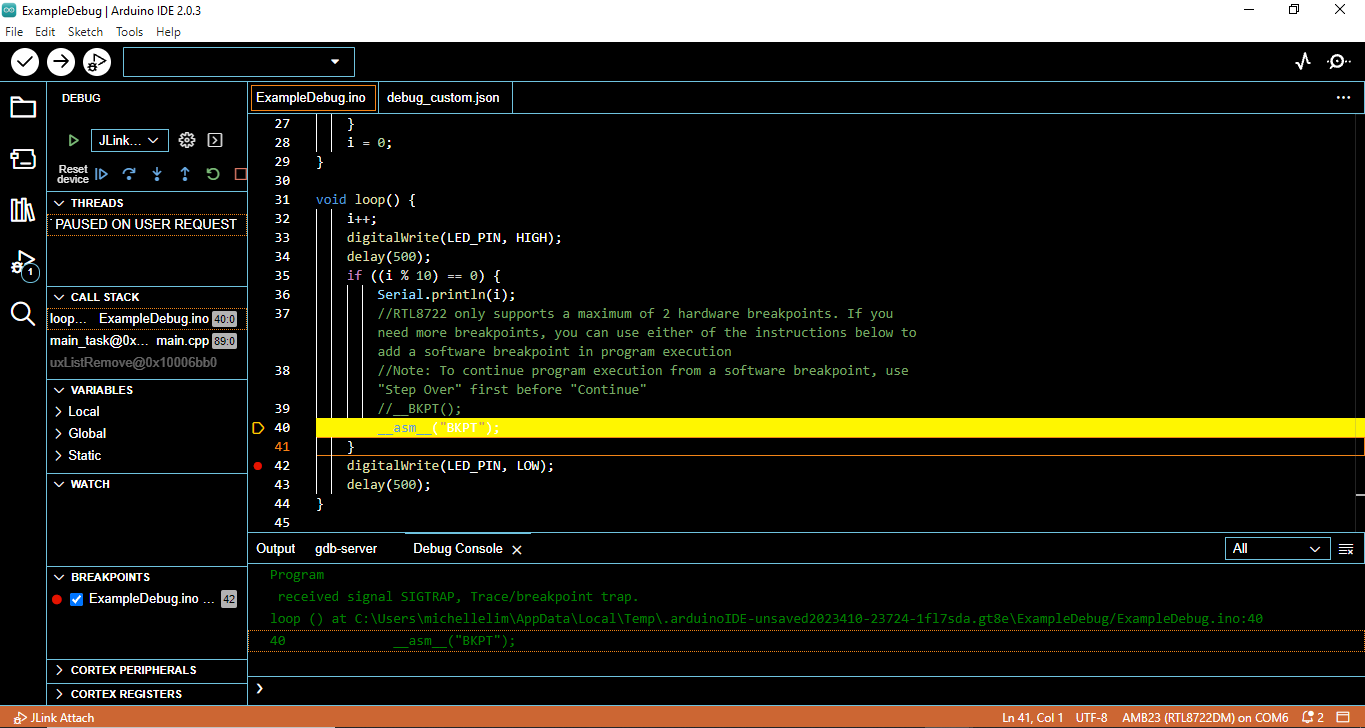 ExampleDebug | Arduino IDE 2.0.3
File Edit Sketch Tools Help
DEBUG
JLink...
Reset device
THREADS
PAUSED ON USER REQUEST
CALL STACK
loop... ExampleDebug.ino 40:0
main_task@0x... main.cpp 89:0
uxListRemove@0x10006bb0
VARIABLES
Local
Global
Static
WATCH
BREAKPOINTS
ExampleDebug.ino ... 42
CORTEX PERIPHERALS
CORTEX REGISTERS
1
ExampleDebug.ino debug_custom.json
27 }
28 i = 0;
29 }
30
31 void loop() {
32 i++;
33 digitalWrite(LED_PIN, HIGH);
34 delay(500);
35 if ((i % 10) == 0) {
36 Serial.println(i);
37 //RTL8722 only supports a maximum of 2 hardware breakpoints. If you
need more breakpoints, you can use either of the instructions below to
add a software breakpoint in program execution
38 //Note: To continue program execution from a software breakpoint, use
"Step Over" first before "Continue"
39 //__BKPT();
40 __asm__("BKPT");
41 }
42 digitalWrite(LED_PIN, LOW);
43 delay(500);
44 }
45
Output gdb-server Debug Console All
Program
received signal SIGTRAP, Trace/breakpoint trap.
loop () at C:\Users\michellelim\AppData\Local\Temp\.arduinoIDE-unsaved2023410-23724-1fl7sda.gt8e\ExampleDebug/ExampleDebug.ino:40
40 __asm__("BKPT");
JLink Attach Ln 41, Col 1 UTF-8 AMB23 (RTL8722DM) on COM6 2